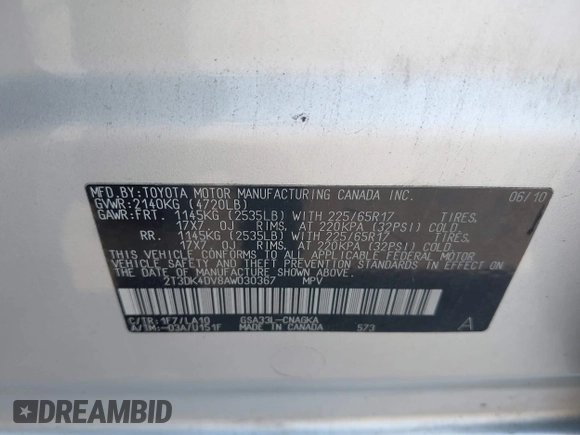 MFD.BY:TOYOTA MOTOR MANUFACTURING CANADA INC. 06/10
GVWR:2140KG (4720LB)
GAWR:FRT. 1145KG (2535LB) WITH 225/65R17 TIRES,
17X7. 0J RIMS, AT 220KPA (32PSI) COLD.
RR. 1145KG (2535LB) WITH 225/65R17 TIRES,
17X7. 0J RIMS, AT 220KPA (32PSI) COLD.
THIS VEHICLE CONFORMS TO ALL APPLICABLE FEDERAL MOTOR
VEHICLE SAFETY AND THEFT PREVENTION STANDARDS IN EFFECT
ON THE DATE OF MANUFACTURE SHOWN ABOVE.
2T3DK4DV8AW030367 MPV
C/TR:1F7/LA10 GSA33L-CNAGKA
A/TM:-03A/U151F MADE IN CANADA 573 A
DREAMBID